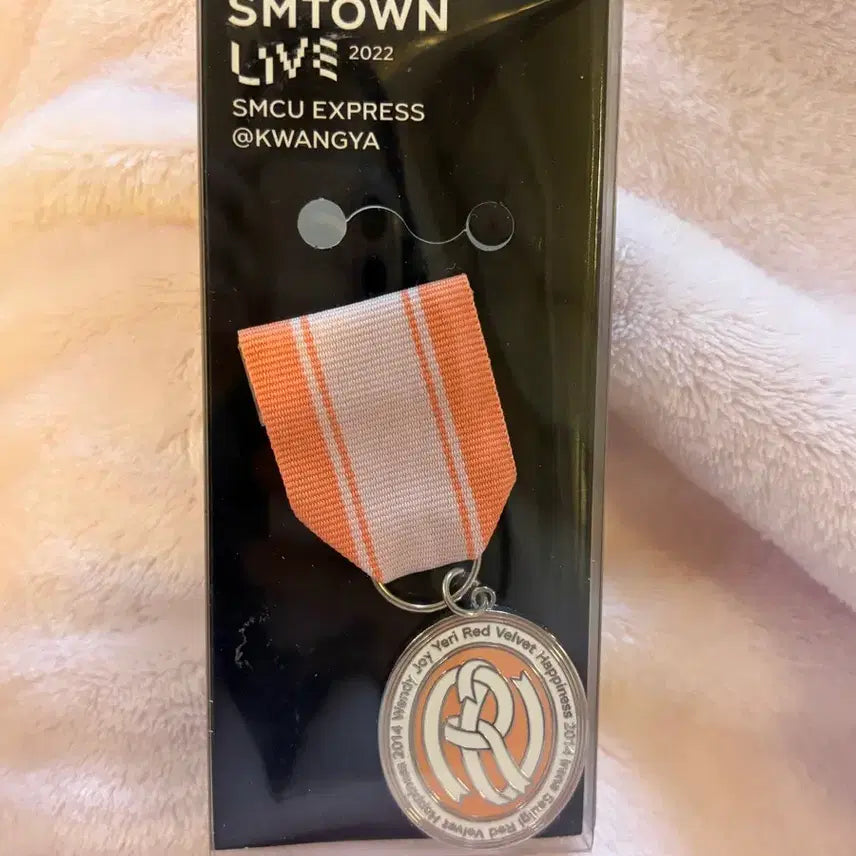 SMTOWN
LIVE 2022
SMCU EXPRESS
@KWANGYA
Happiness 2014 Wendy Joy Yeri Red Velvet Happiness 2014 Irene Seulgi Red Velvet